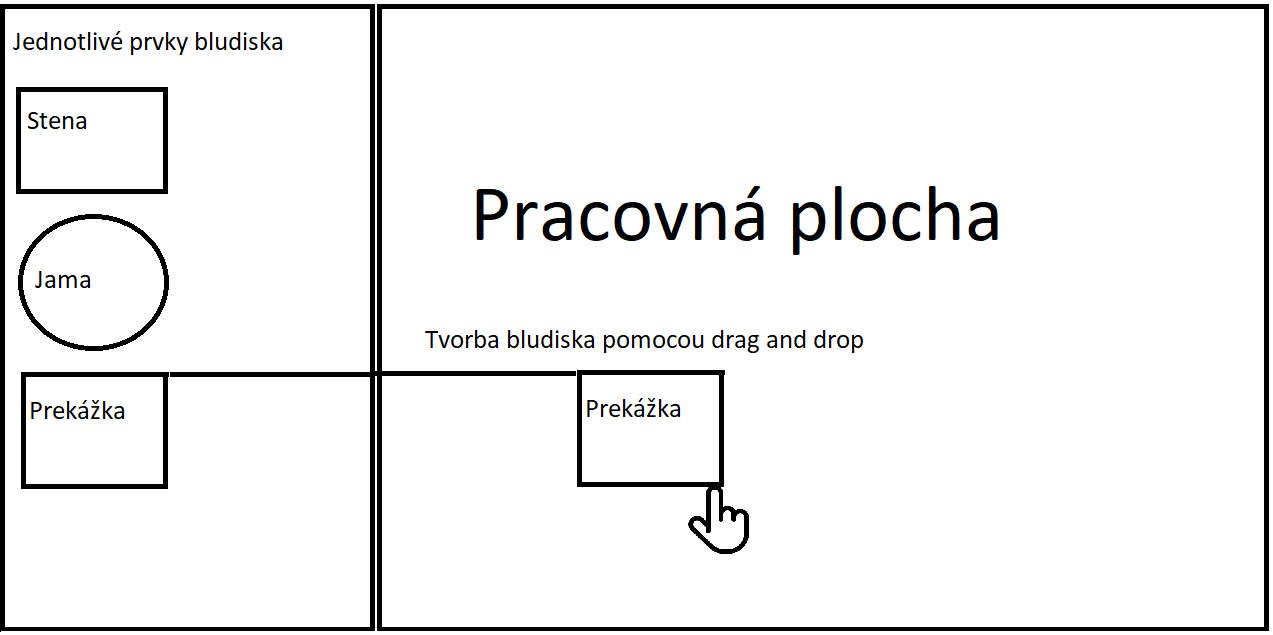 Jednotlivé prvky bludiska
Stena
Jama
Prekážka
Pracovná plocha
Tvorba bludiska pomocou drag and drop
Prekážka